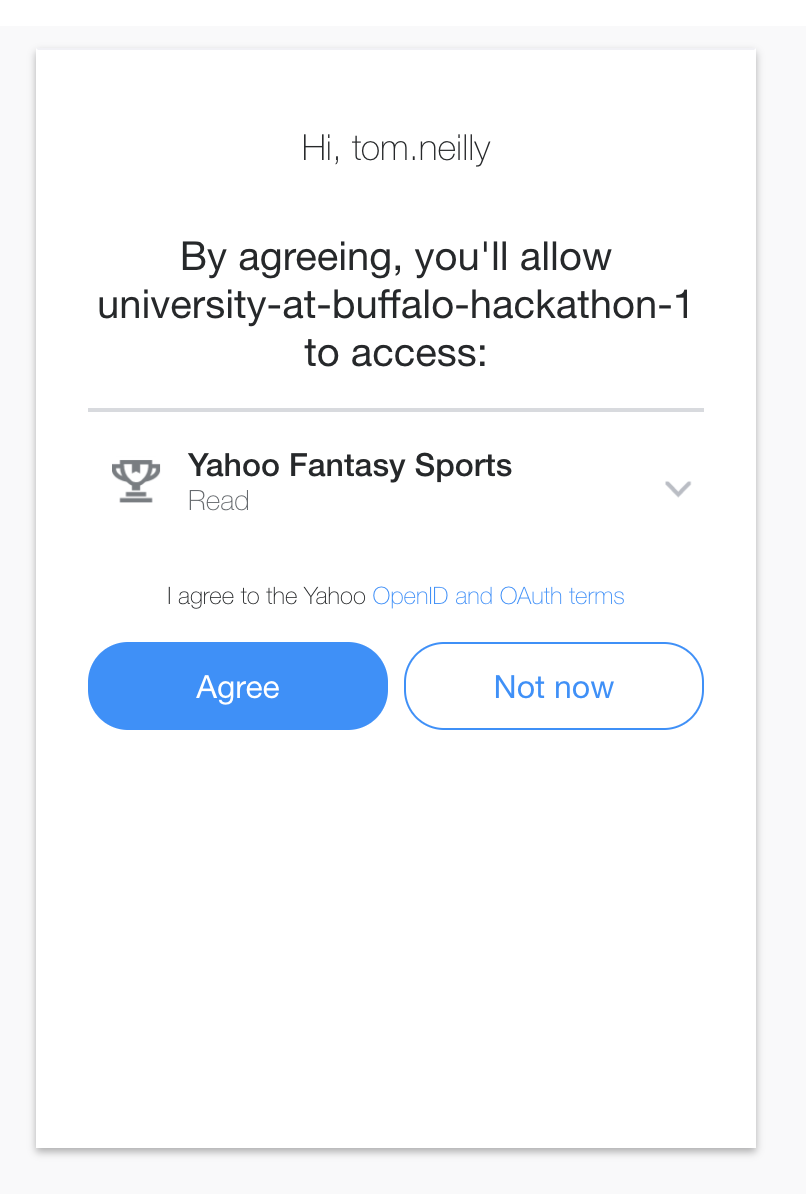 Hi, tom.neilly
By agreeing, you'll allow
university-at-buffalo-hackathon-1
to access:
Yahoo Fantasy Sports
Read
I agree to the Yahoo OpenID and OAuth terms
Agree
Not now